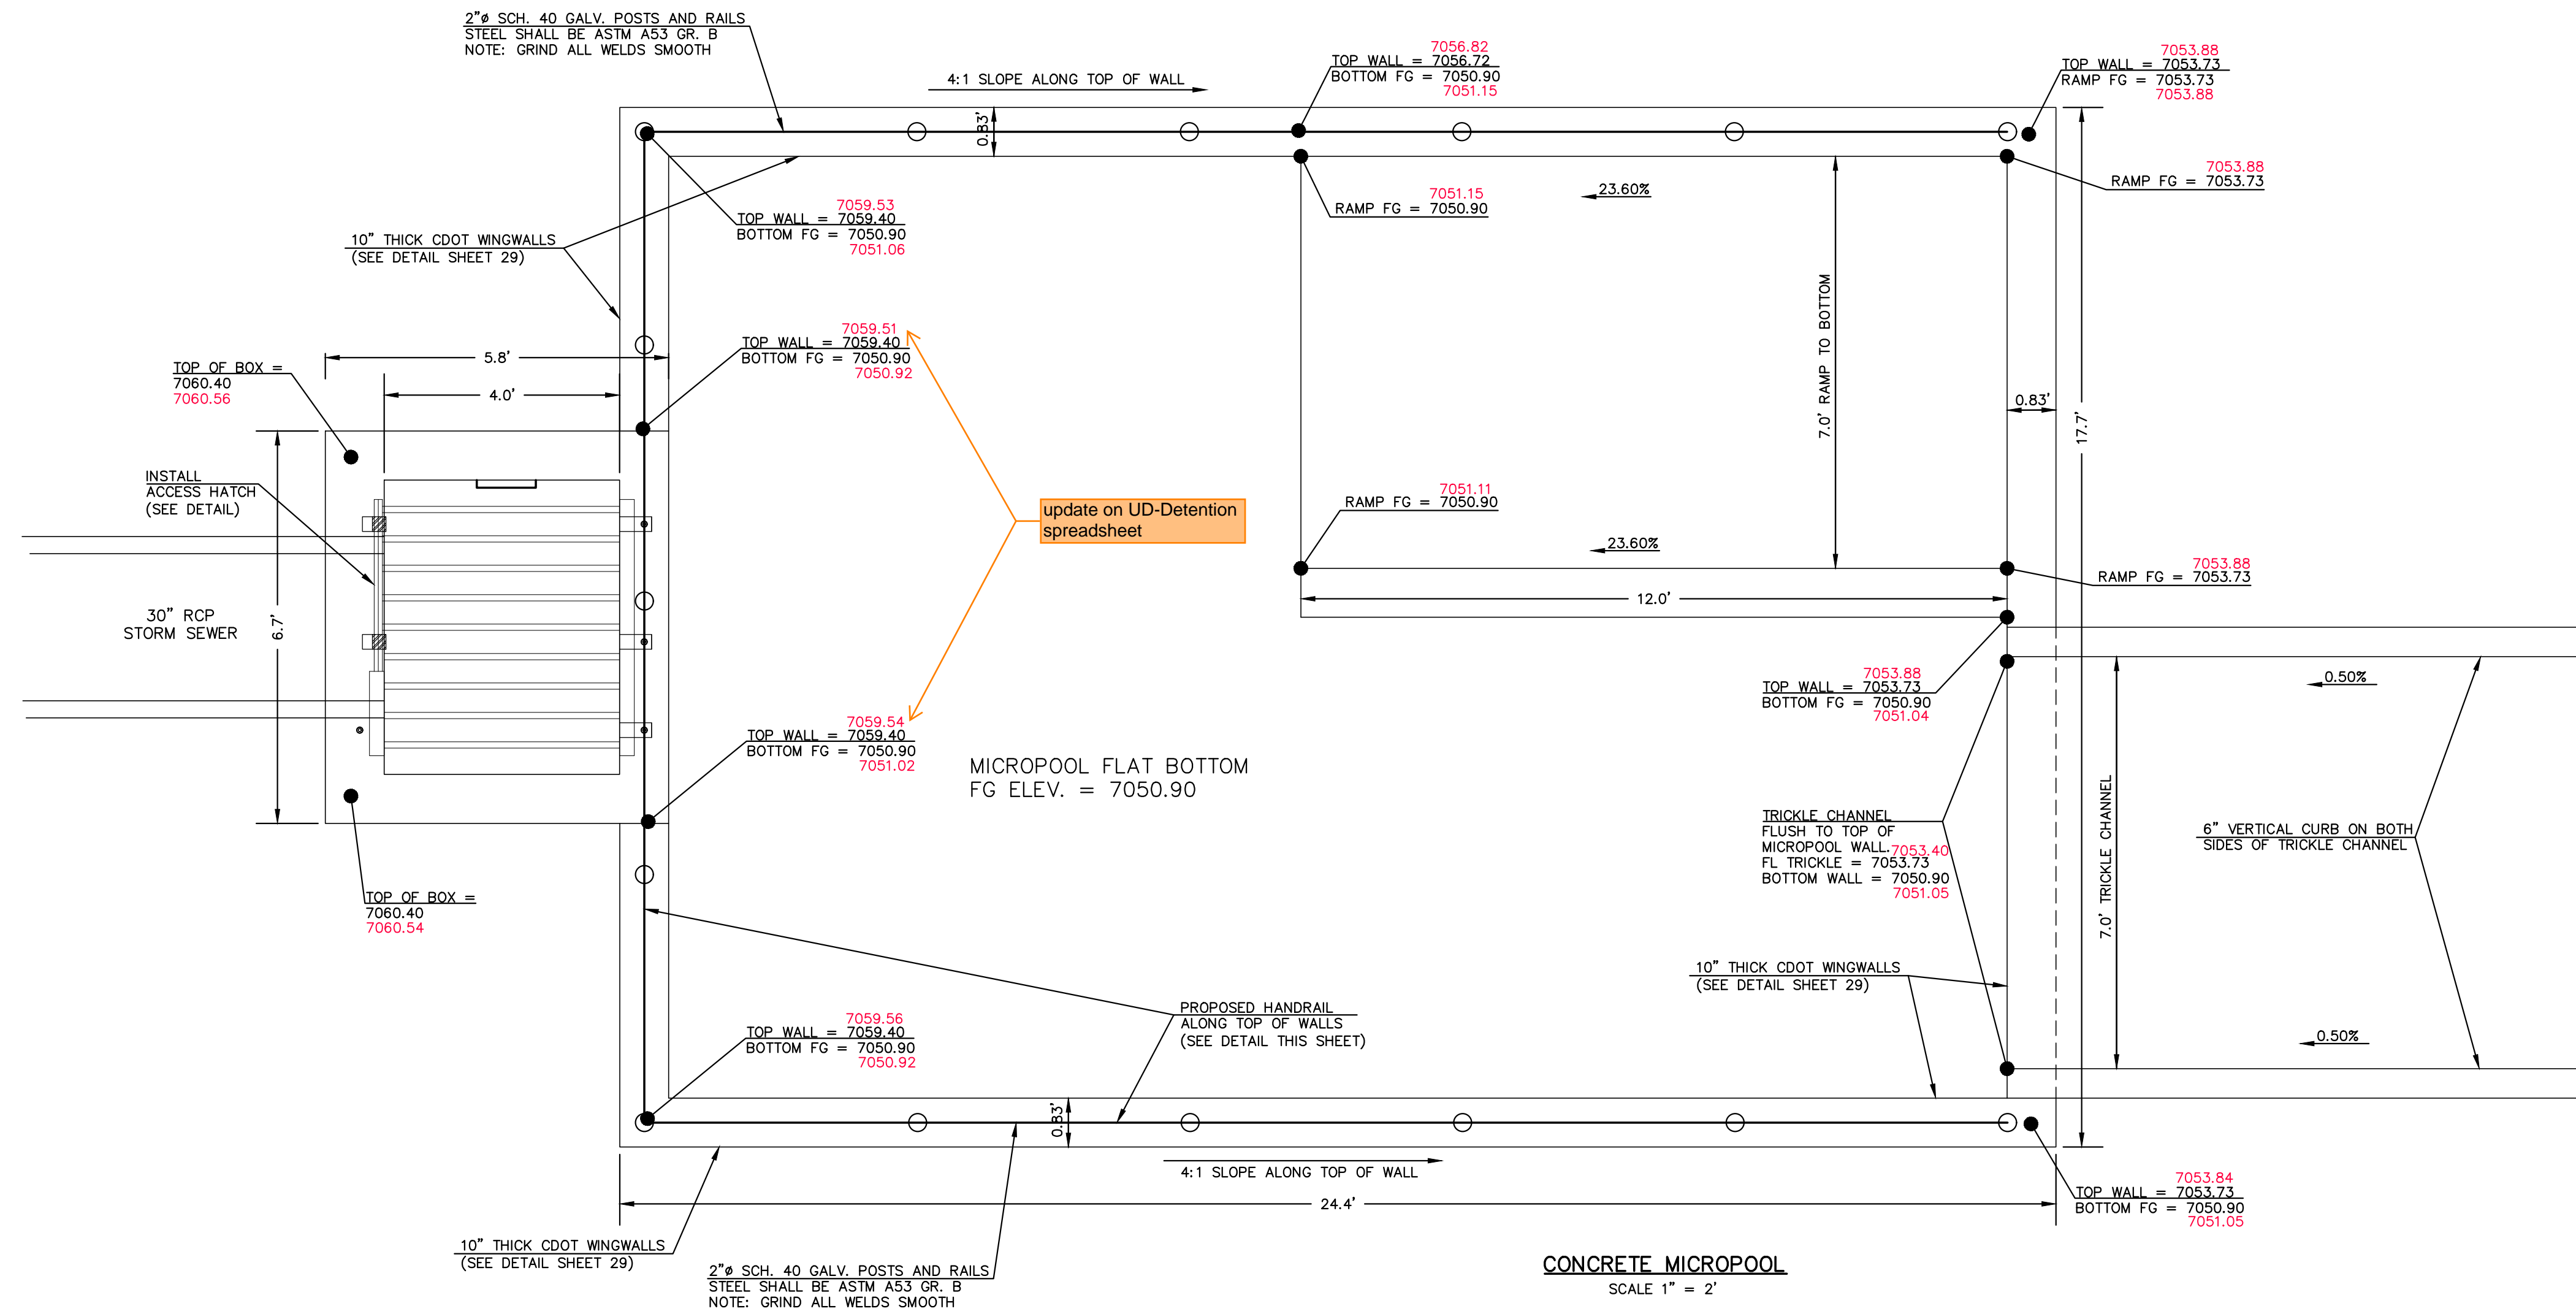 2"ø SCH. 40 GALV. POSTS AND RAILS
STEEL SHALL BE ASTM A53 GR. B
NOTE: GRIND ALL WELDS SMOOTH
4:1 SLOPE ALONG TOP OF WALL
7056.82
TOP WALL = 7056.72
BOTTOM FG = 7050.90
7051.15
7053.88
TOP WALL = 7053.73
RAMP FG = 7053.73
7053.88
0.83'
7053.88
RAMP FG = 7053.73
23.60%
7051.15
RAMP FG = 7050.90
7059.53
TOP WALL = 7059.40
BOTTOM FG = 7050.90
7051.06
10" THICK CDOT WINGWALLS
(SEE DETAIL SHEET 29)
7.0' RAMP TO BOTTOM
7059.51
TOP WALL = 7059.40
BOTTOM FG = 7050.90
7050.92
5.8'
TOP OF BOX =
7060.40
7060.56
4.0'
0.83'
17.7'
INSTALL
ACCESS HATCH
(SEE DETAIL)
7051.11
RAMP FG = 7050.90
update on UD-Detention
spreadsheet
23.60%
7053.88
RAMP FG = 7053.73
12.0'
30" RCP
STORM SEWER
6.7'
7053.88
TOP WALL = 7053.73
BOTTOM FG = 7050.90
7051.04
0.50%
7059.54
TOP WALL = 7059.40
BOTTOM FG = 7050.90
7051.02
MICROPOOL FLAT BOTTOM
FG ELEV. = 7050.90
TRICKLE CHANNEL
FLUSH TO TOP OF
MICROPOOL WALL.
7053.40
FL TRICKLE = 7053.73
BOTTOM WALL = 7050.90
7051.05
7.0' TRICKLE CHANNEL
6" VERTICAL CURB ON BOTH
SIDES OF TRICKLE CHANNEL
TOP OF BOX =
7060.40
7060.54
10" THICK CDOT WINGWALLS
(SEE DETAIL SHEET 29)
PROPOSED HANDRAIL
ALONG TOP OF WALLS
(SEE DETAIL THIS SHEET)
7059.56
TOP WALL = 7059.40
BOTTOM FG = 7050.90
7050.92
0.50%
0.83'
4:1 SLOPE ALONG TOP OF WALL
24.4'
7053.84
TOP WALL = 7053.73
BOTTOM FG = 7050.90
7051.05
10" THICK CDOT WINGWALLS
(SEE DETAIL SHEET 29)
2"ø SCH. 40 GALV. POSTS AND RAILS
STEEL SHALL BE ASTM A53 GR. B
NOTE: GRIND ALL WELDS SMOOTH
CONCRETE MICROPOOL
SCALE 1" = 2'